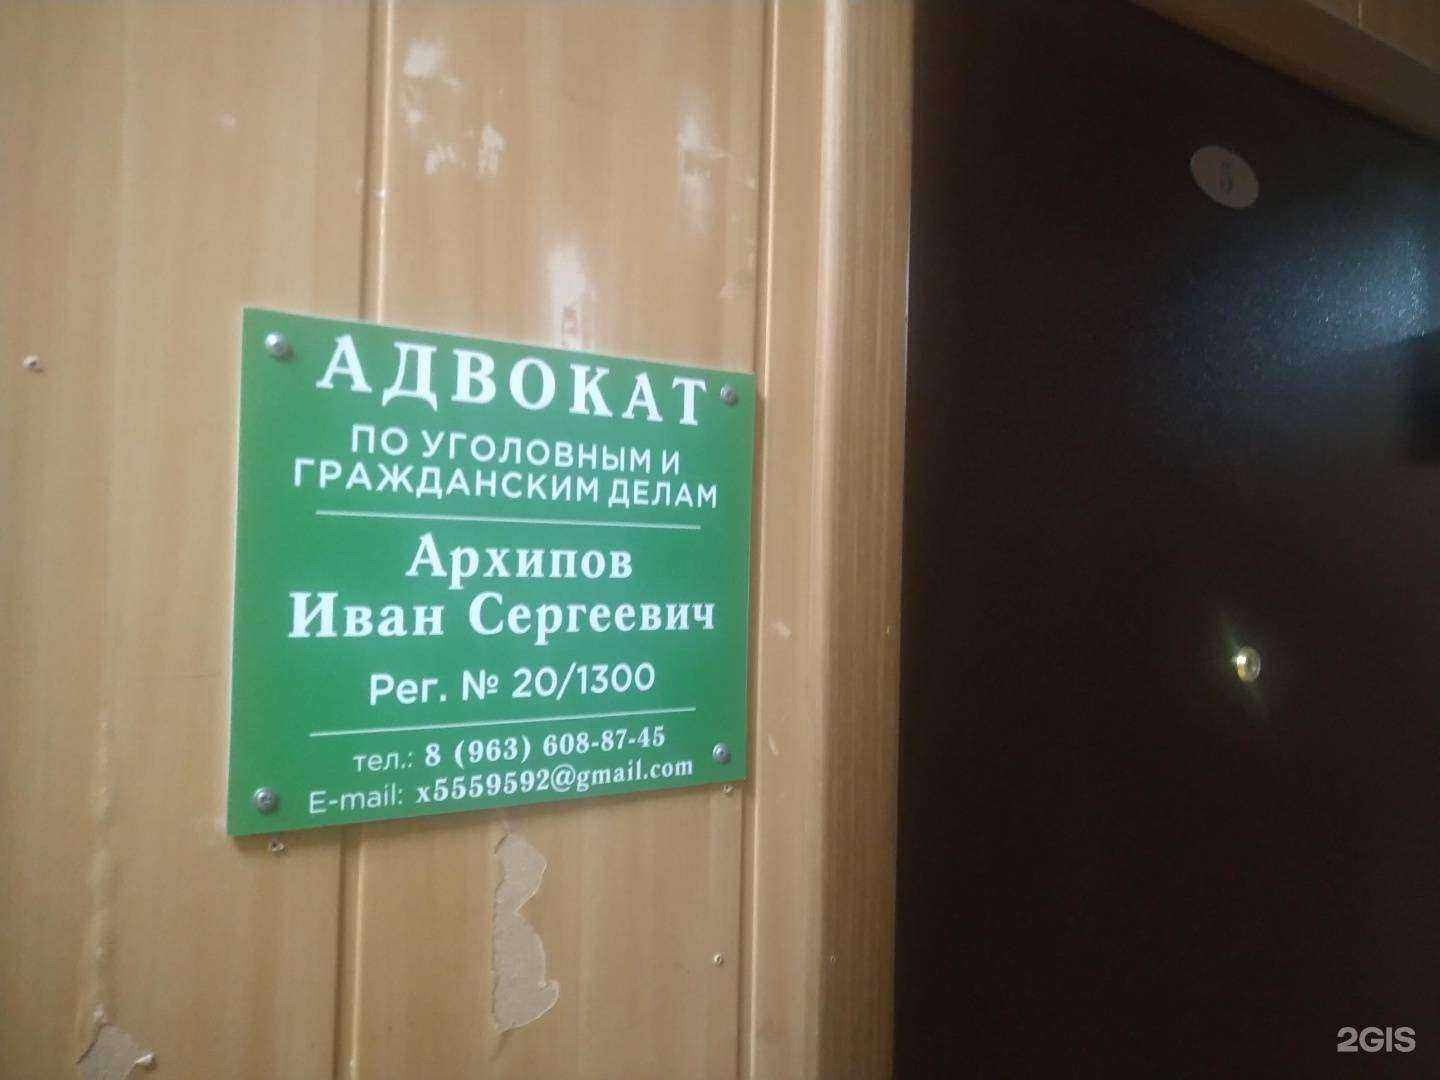 АДВОКАТ
ПО УГОЛОВНЫМ И
ГРАЖДАНСКИМ ДЕЛАМ
Архипов
Иван Сергеевич
Рег. № 20/1300
тел.: 8 (963) 608-87-45
E-mail: x5559592@gmail.com
2GIS